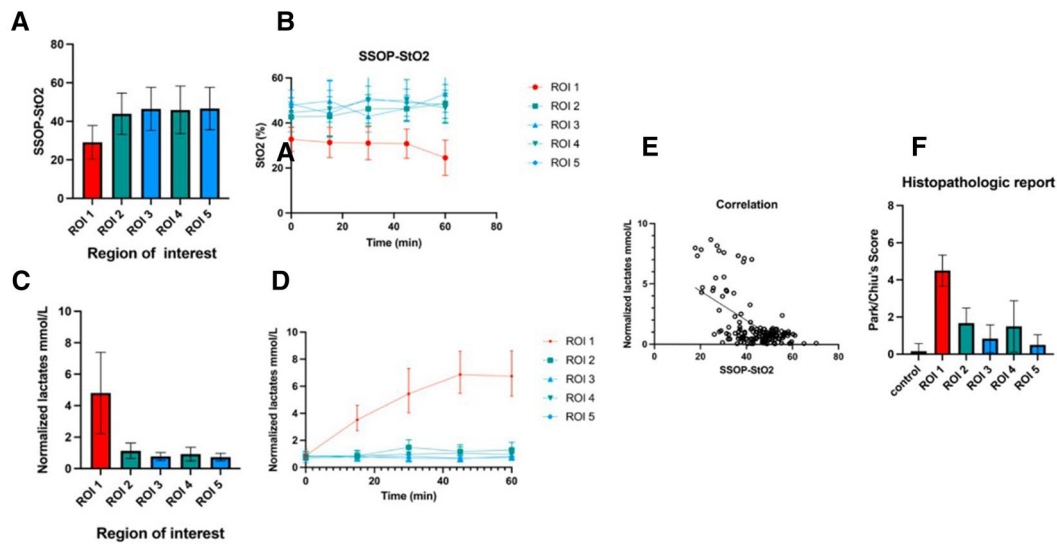 A
SSOP-StO2
80
60
40
20
0
ROI 1
ROI 2
ROI 3
ROI 4
ROI 5
Region of interest
B
SSOP-StO2
StO2 (%)
A
60
40
20
0
0
20
40
60
80
Time (min)
ROI 1
ROI 2
ROI 3
ROI 4
ROI 5
C
Normalized lactates mmol/L
10
8
6
4
2
0
ROI 1
ROI 2
ROI 3
ROI 4
ROI 5
Region of interest
D
Normalized lactates mmol/L
10
8
6
4
2
0
0
20
40
60
Time (min)
ROI 1
ROI 2
ROI 3
ROI 4
ROI 5
E
Correlation
Normalized lactates mmol/L
10
5
0
0
20
40
60
80
SSOP-StO2
F
Histopathologic report
Park/Chiu's Score
8
6
4
2
0
control
ROI 1
ROI 2
ROI 3
ROI 4
ROI 5